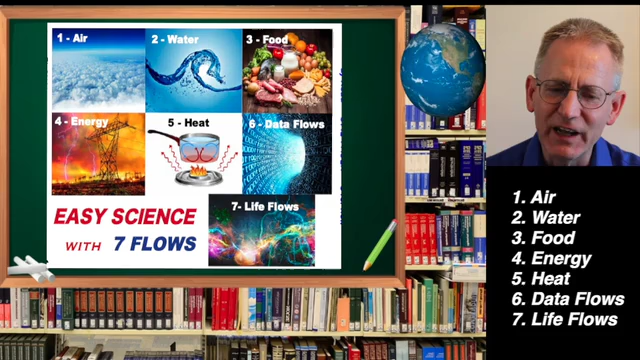 1 - Air
2 - Water
3 - Food
4 - Energy
5 - Heat
6 - Data Flows
7- Life Flows
EASY SCIENCE
WITH 7 FLOWS
1. Air
2. Water
3. Food
4. Energy
5. Heat
6. Data Flows
7. Life Flows